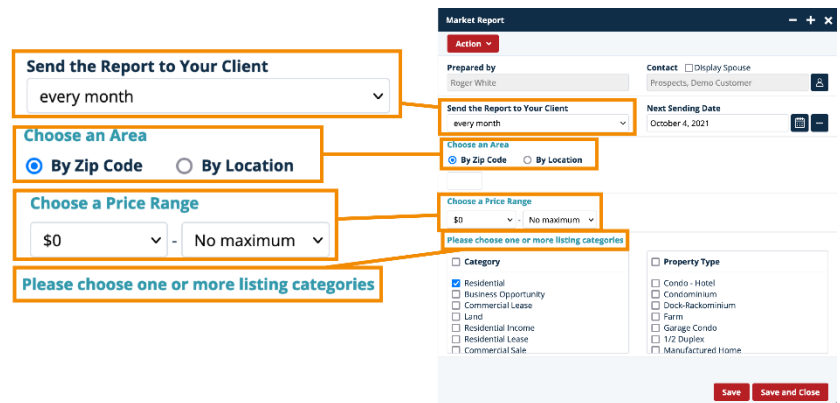 Send the Report to Your Client
every month
Choose an Area
By Zip Code By Location
Choose a Price Range
$0 - No maximum
Please choose one or more listing categories
Market Report
Action
Prepared by
Roger White
Contact Display Spouse
Prospects, Demo Customer
Send the Report to Your Client
every month
Next Sending Date
October 4, 2021
Choose an Area
By Zip Code By Location
Choose a Price Range
$0 - No maximum
Please choose one or more listing categories
Category
Residential
Business Opportunity
Commercial Lease
Land
Residential Income
Residential Lease
Commercial Sale
Property Type
Condo - Hotel
Condominium
Dock-Rackominium
Farm
Garage Condo
1/2 Duplex
Manufactured Home
Save Save and Close